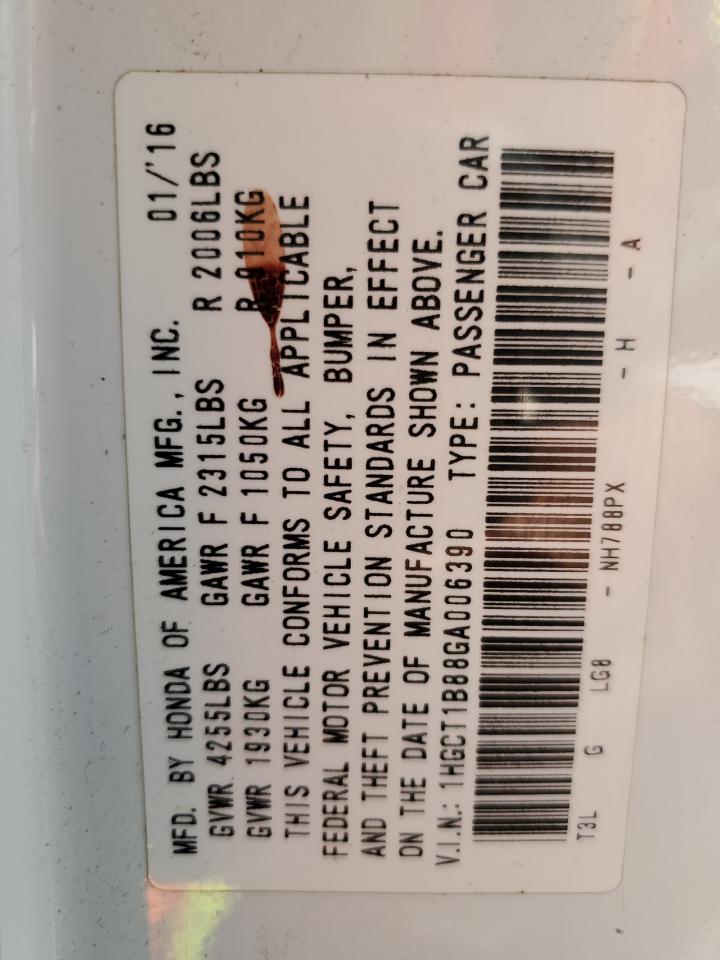 MFD. BY HONDA OF AMERICA MFG., INC. 01/'16
GVWR 4255LBS GAWR F 2315LBS R 2006LBS
GVWR 1930KG GAWR F 1050KG R 910KG
THIS VEHICLE CONFORMS TO ALL APPLICABLE
FEDERAL MOTOR VEHICLE SAFETY, BUMPER,
AND THEFT PREVENTION STANDARDS IN EFFECT
ON THE DATE OF MANUFACTURE SHOWN ABOVE.
V.I.N.: 1HGCT1B88GA006390 TYPE: PASSENGER CAR
T3L G LG8 - NH788PX - H - A